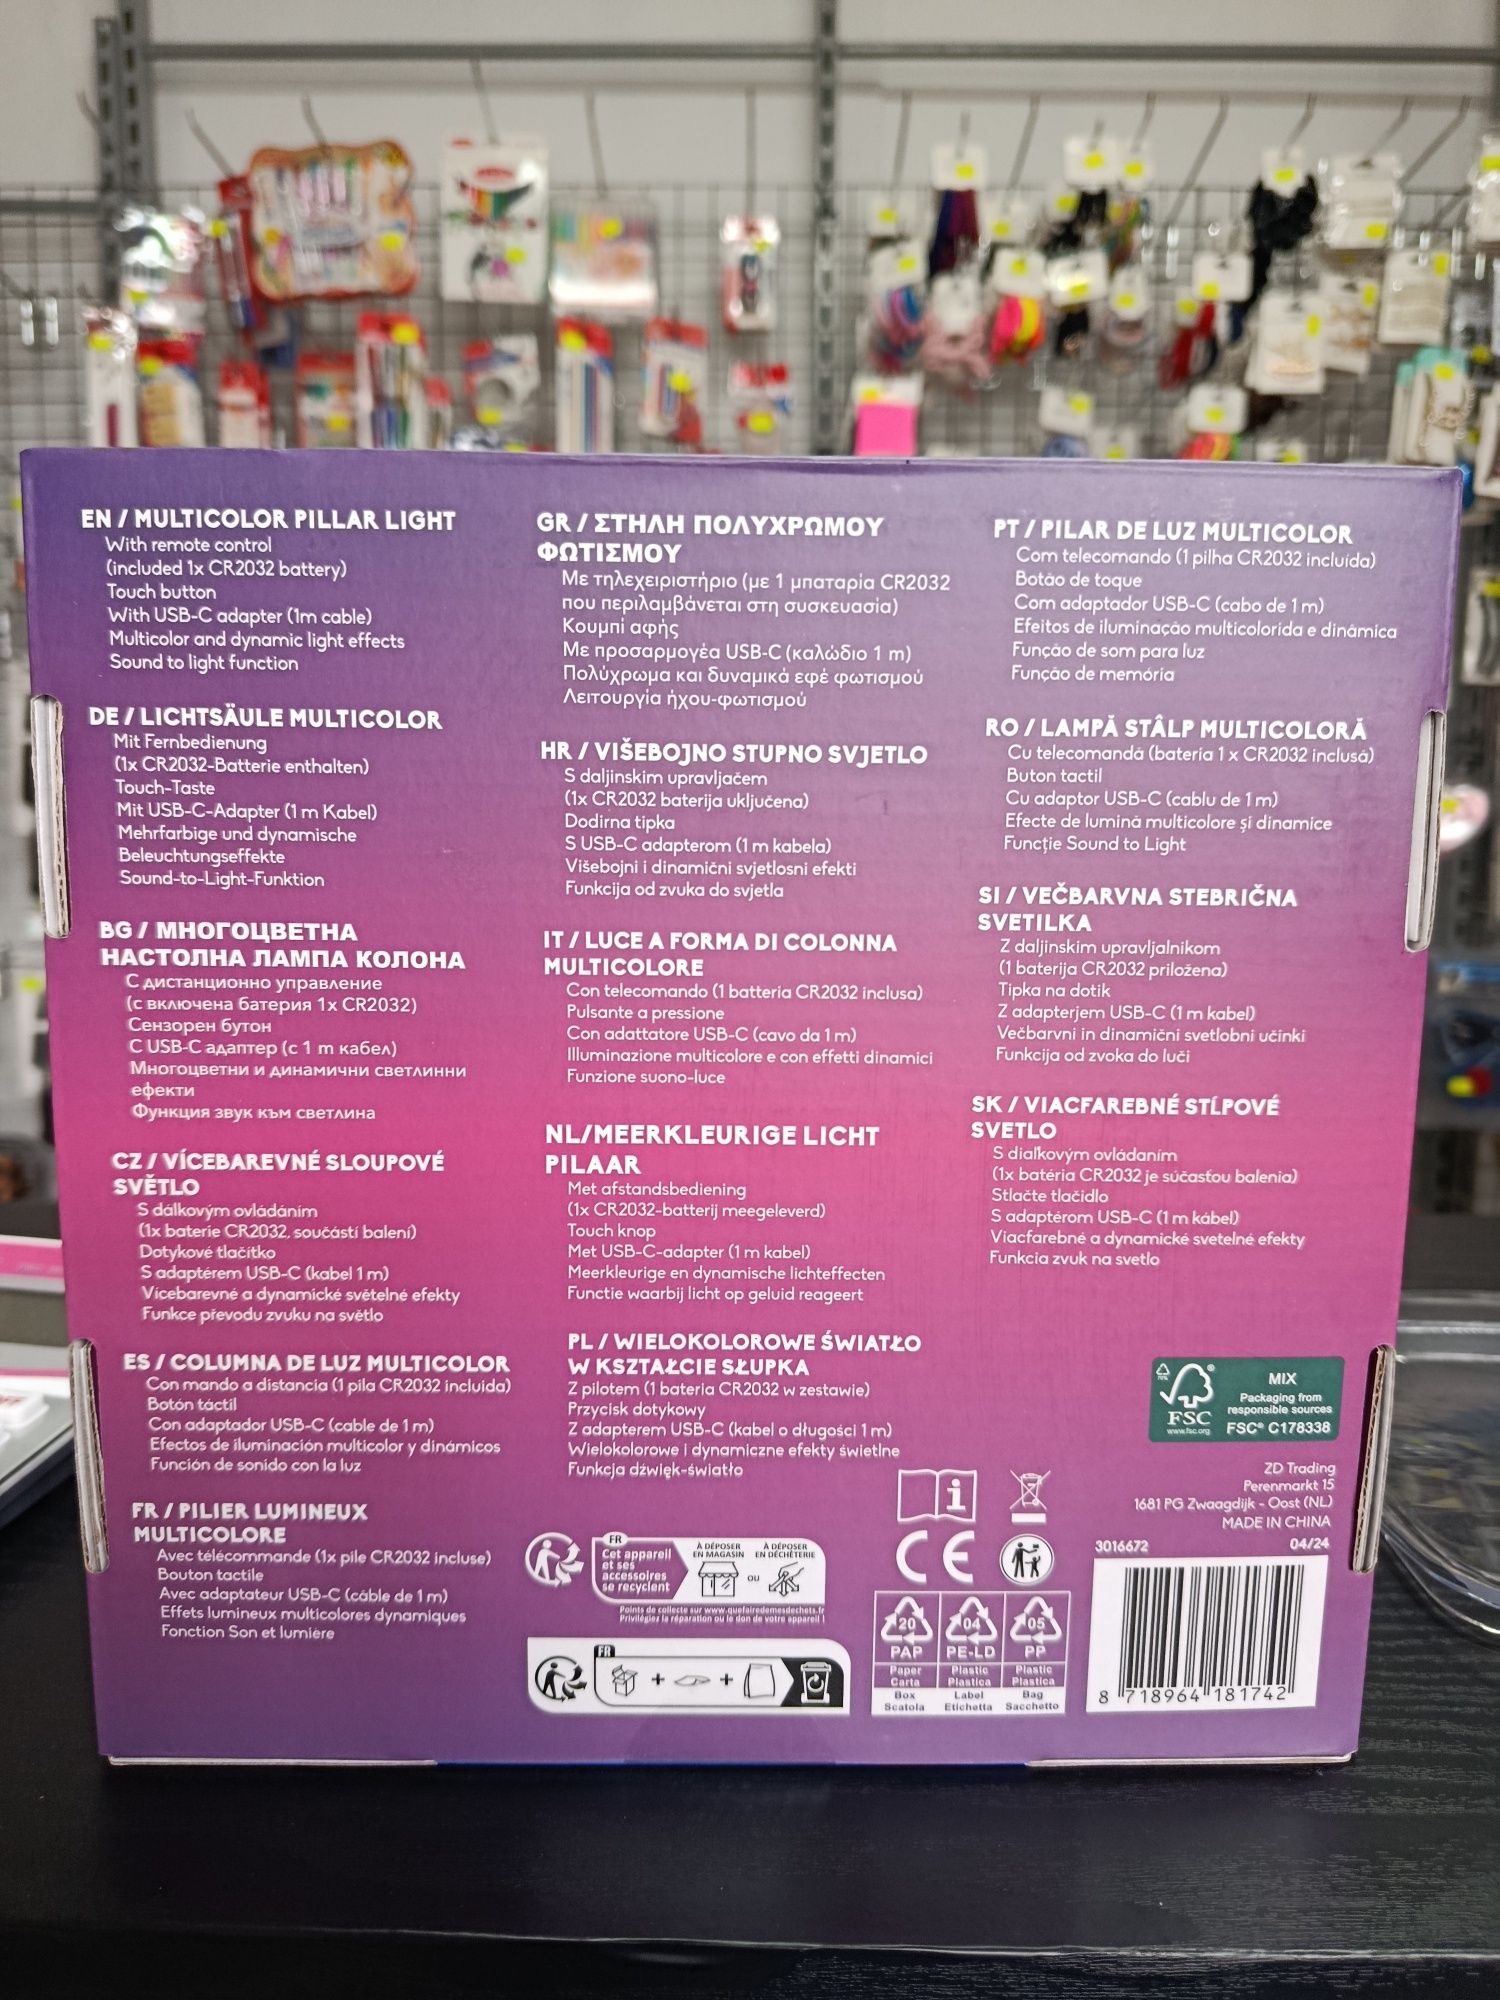 EN / MULTICOLOR PILLAR LIGHT
With remote control
(included 1x CR2032 battery)
Touch button
With USB-C adapter (1m cable)
Multicolor and dynamic light effects
Sound to light function
DE / LICHTSÄULE MULTICOLOR
Mit Fernbedienung
(1x CR2032-Batterie enthalten)
Touch-Taste
Mit USB-C-Adapter (1 m Kabel)
Mehrfarbige und dynamische
Beleuchtungseffekte
Sound-to-Light-Funktion
BG / МНОГОЦВЕТНА
НАСТОЛНА ЛАМПА КОЛОНА
С дистанционно управление
(с включена батерия 1x CR2032)
Сензорен бутон
С USB-C адаптер (с 1 m кабел)
Многоцветни и динамични светлинни
ефекти
Функция звук към светлина
CZ / VÍCEBAREVNÉ SLOUPOVÉ
SVĚTLO
S dálkovým ovládáním
(1x baterie CR2032, součástí balení)
Dotykové tlačítko
S adaptérem USB-C (kabel 1 m)
Vícebarevné a dynamické světelné efekty
Funkce převodu zvuku na světlo
ES / COLUMNA DE LUZ MULTICOLOR
Con mando a distancia (1 pila CR2032 incluida)
Botón táctil
Con adaptador USB-C (cable de 1 m)
Efectos de iluminación multicolor y dinámicos
Función de sonido con la luz
FR / PILIER LUMINEUX
MULTICOLORE
Avec télécommande (1x pile CR2032 incluse)
Bouton tactile
Avec adaptateur USB-C (câble de 1 m)
Effets lumineux multicolores dynamiques
Fonction Son et lumière
GR / ΣΤΗΛΗ ΠΟΛΥΧΡΩΜΟΥ
ΦΩΤΙΣΜΟΥ
Με τηλεχειριστήριο (με 1 μπαταρία CR2032
που περιλαμβάνεται στη συσκευασία)
Κουμπί αφής
Με προσαρμογέα USB-C (καλώδιο 1 m)
Πολύχρωμα και δυναμικά εφέ φωτισμού
Λειτουργία ήχου-φωτισμού
HR / VIŠEBOJNO STUPNO SVJETLO
S daljinskim upravljačem
(1x CR2032 baterija uključena)
Dodirna tipka
S USB-C adapterom (1 m kabela)
Višebojni i dinamični svjetlosni efekti
Funkcija od zvuka do svjetla
IT / LUCE A FORMA DI COLONNA
MULTICOLORE
Con telecomando (1 batteria CR2032 inclusa)
Pulsante a pressione
Con adattatore USB-C (cavo da 1 m)
Illuminazione multicolore e con effetti dinamici
Funzione suono-luce
NL/MEERKLEURIGE LICHT
PILAAR
Met afstandsbediening
(1x CR2032-batterij meegeleverd)
Touch knop
Met USB-C-adapter (1 m kabel)
Meerkleurige en dynamische lichteffecten
Functie waarbij licht op geluid reageert
PL / WIELOKOLOROWE ŚWIATŁO
W KSZTAŁCIE SŁUPKA
Z pilotem (1 bateria CR2032 w zestawie)
Przycisk dotykowy
Z adapterem USB-C (kabel o długości 1 m)
Wielokolorowe i dynamiczne efekty świetlne
Funkcja dźwięk-światło
PT / PILAR DE LUZ MULTICOLOR
Com telecomando (1 pilha CR2032 incluída)
Botão de toque
Com adaptador USB-C (cabo de 1 m)
Efeitos de iluminação multicolorida e dinâmica
Função de som para luz
Função de memória
RO / LAMPĂ STÂLP MULTICOLORĂ
Cu telecomandă (bateria 1 x CR2032 inclusă)
Buton tactil
Cu adaptor USB-C (cablu de 1 m)
Efecte de lumină multicolore și dinamice
Funcție Sound to Light
SI / VEČBARVNA STEBRIČNA
SVETILKA
Z daljinskim upravljalnikom
(1 baterija CR2032 priložena)
Tipka na dotik
Z adapterjem USB-C (1 m kabel)
Večbarvni in dinamični svetlobni učinki
Funkcija od zvoka do luči
SK / VIACFAREBNÉ STĹPOVÉ
SVETLO
S diaľkovým ovládaním
(1x batéria CR2032 je súčasťou balenia)
Stlačte tlačidlo
S adaptérom USB-C (1 m kábel)
Viacfarebné a dynamické svetelné efekty
Funkcia zvuk na svetlo
FSC
www.fsc.org
MIX
Packaging from
responsible sources
FSC® C178338
ZD Trading
Perenmarkt 15
1681 PG Zwaagdijk - Oost (NL)
MADE IN CHINA
3016672 04/24
8 718964 181742
FR
Cet appareil
et ses
accessoires
se recyclent
À DÉPOSER
EN MAGASIN
OU
À DÉPOSER
EN DÉCHÈTERIE
Points de collecte sur www.quefairedemesdechets.fr
Privilégiez la réparation ou le don de votre appareil !
FR
+ +
i
CE
20 04 05
PAP PE-LD PP
Paper Plastic Plastic
Carta Plastica Plastica
Box Label Bag
Scatola Etichetta Sacchetto